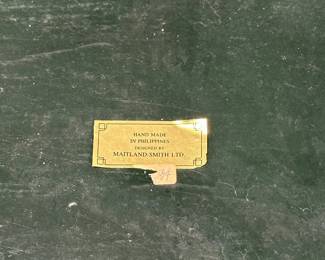 HAND MADE
IN PHILIPPINES
DESIGNED BY
MAITLAND-SMITH LTD.